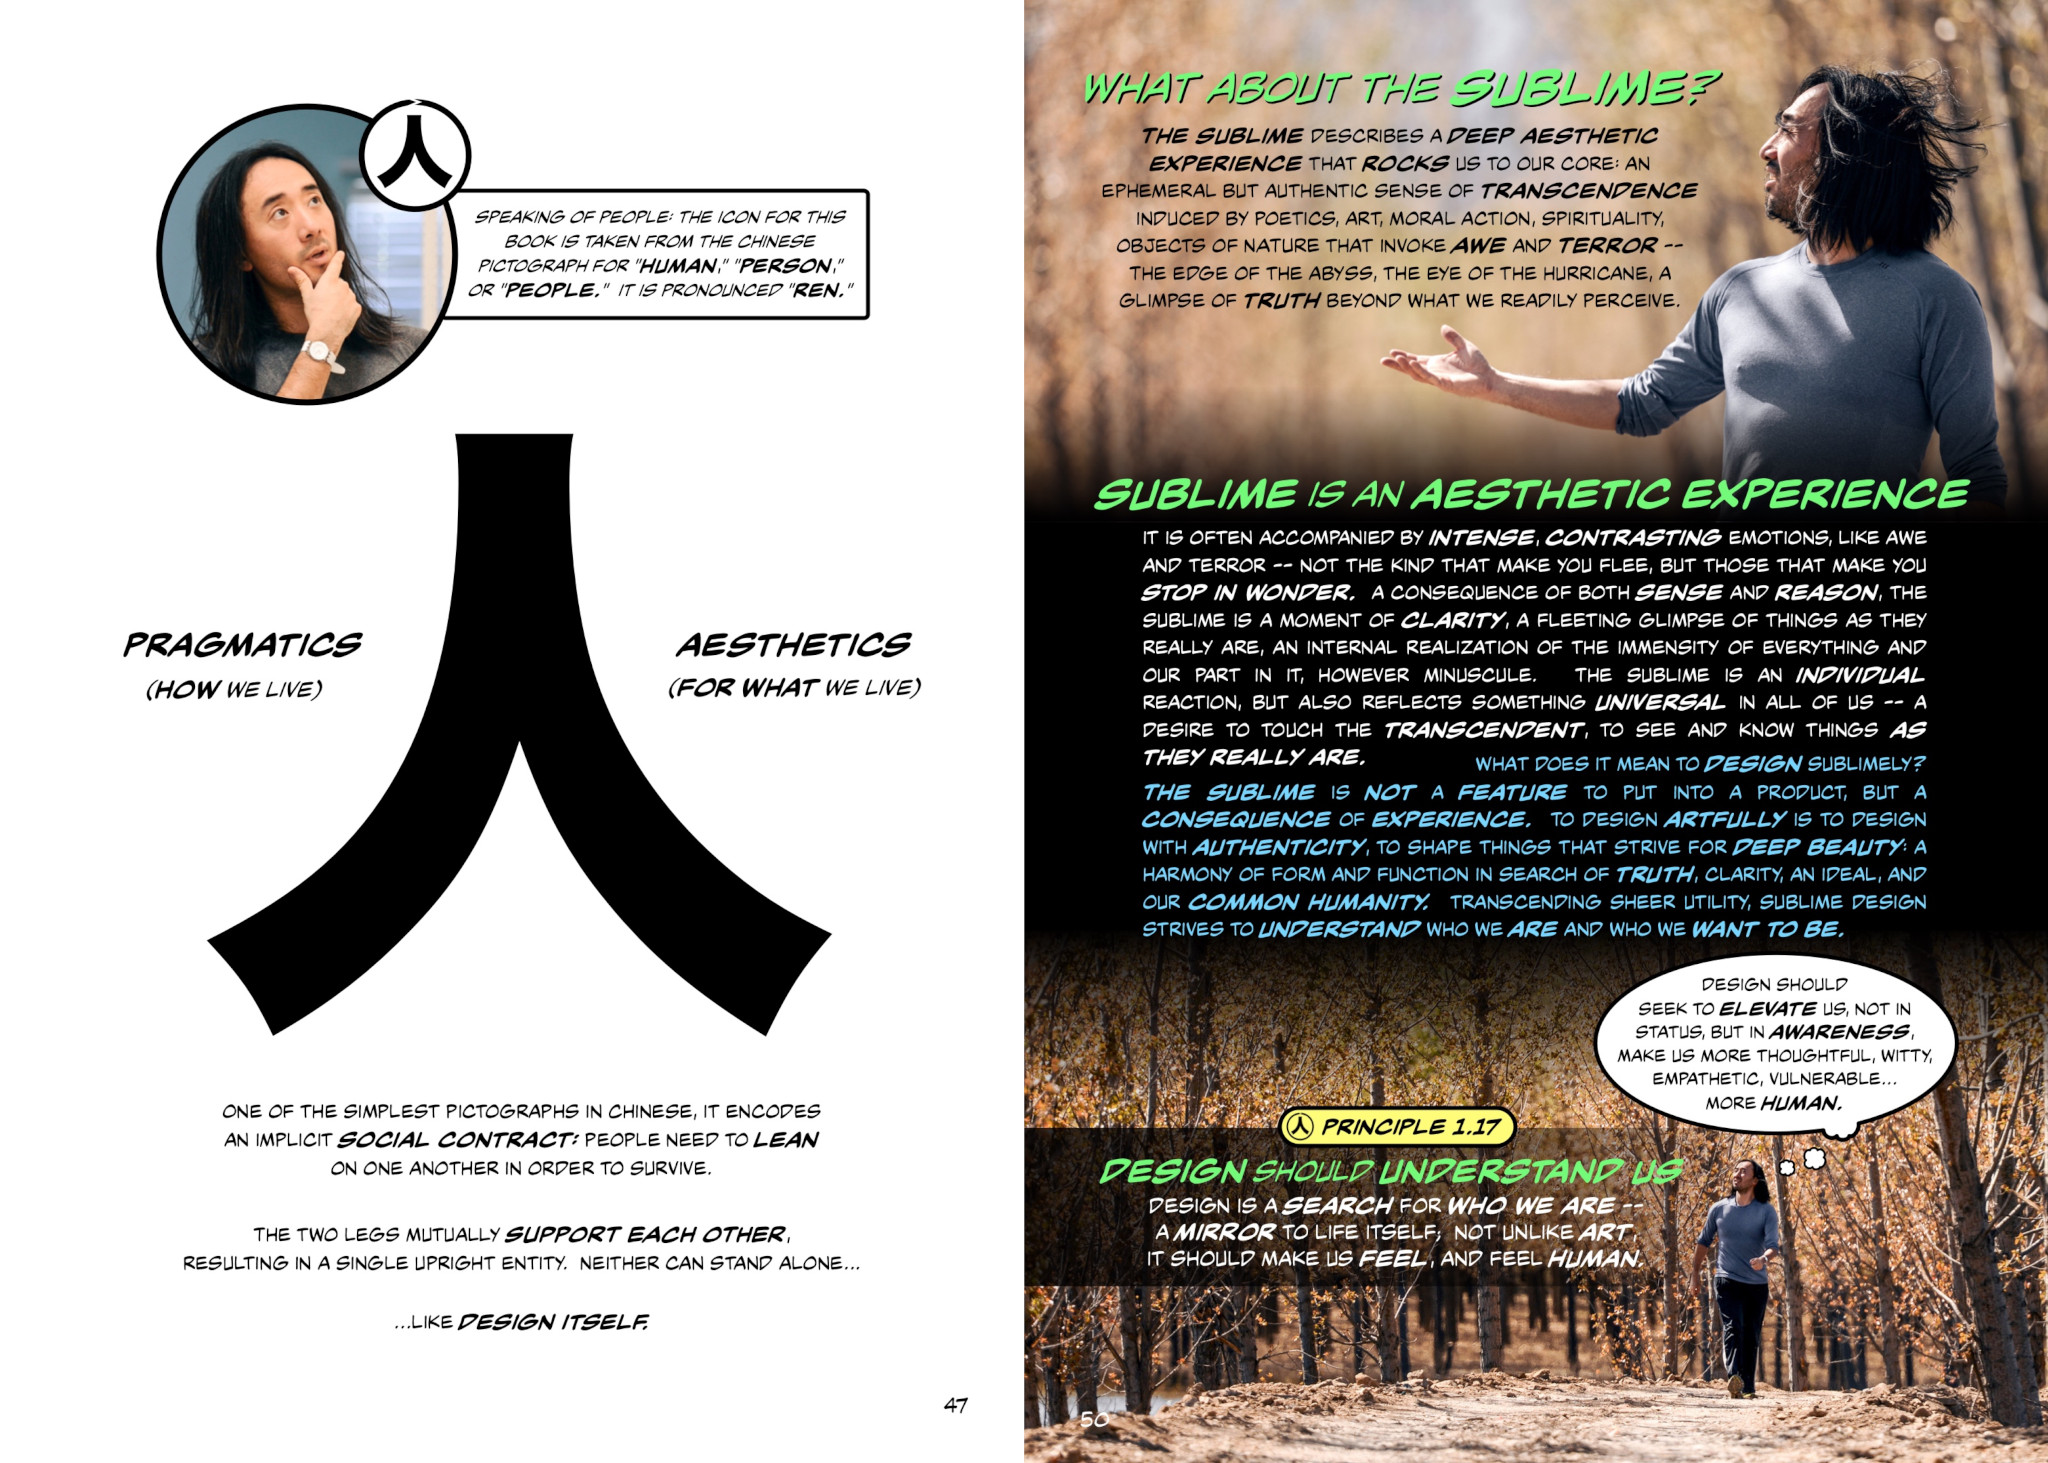 人
SPEAKING OF PEOPLE: THE ICON FOR THIS
BOOK IS TAKEN FROM THE CHINESE
PICTOGRAPH FOR "HUMAN," "PERSON,"
OR "PEOPLE." IT IS PRONOUNCED "REN."
人
PRAGMATICS
(HOW WE LIVE)
AESTHETICS
(FOR WHAT WE LIVE)
ONE OF THE SIMPLEST PICTOGRAPHS IN CHINESE, IT ENCODES
AN IMPLICIT SOCIAL CONTRACT: PEOPLE NEED TO LEAN
ON ONE ANOTHER IN ORDER TO SURVIVE.
THE TWO LEGS MUTUALLY SUPPORT EACH OTHER,
RESULTING IN A SINGLE UPRIGHT ENTITY. NEITHER CAN STAND ALONE...
...LIKE DESIGN ITSELF.
47
WHAT ABOUT THE SUBLIME?
THE SUBLIME DESCRIBES A DEEP AESTHETIC
EXPERIENCE THAT ROCKS US TO OUR CORE: AN
EPHEMERAL BUT AUTHENTIC SENSE OF TRANSCENDENCE
INDUCED BY POETICS, ART, MORAL ACTION, SPIRITUALITY,
OBJECTS OF NATURE THAT INVOKE AWE AND TERROR --
THE EDGE OF THE ABYSS, THE EYE OF THE HURRICANE, A
GLIMPSE OF TRUTH BEYOND WHAT WE READILY PERCEIVE.
SUBLIME IS AN AESTHETIC EXPERIENCE
IT IS OFTEN ACCOMPANIED BY INTENSE, CONTRASTING EMOTIONS, LIKE AWE
AND TERROR -- NOT THE KIND THAT MAKE YOU FLEE, BUT THOSE THAT MAKE YOU
STOP IN WONDER. A CONSEQUENCE OF BOTH SENSE AND REASON, THE
SUBLIME IS A MOMENT OF CLARITY, A FLEETING GLIMPSE OF THINGS AS THEY
REALLY ARE, AN INTERNAL REALIZATION OF THE IMMENSITY OF EVERYTHING AND
OUR PART IN IT, HOWEVER MINUSCULE. THE SUBLIME IS AN INDIVIDUAL
REACTION, BUT ALSO REFLECTS SOMETHING UNIVERSAL IN ALL OF US -- A
DESIRE TO TOUCH THE TRANSCENDENT, TO SEE AND KNOW THINGS AS
THEY REALLY ARE.
WHAT DOES IT MEAN TO DESIGN SUBLIMELY?
THE SUBLIME IS NOT A FEATURE TO PUT INTO A PRODUCT, BUT A
CONSEQUENCE OF EXPERIENCE. TO DESIGN ARTFULLY IS TO DESIGN
WITH AUTHENTICITY, TO SHAPE THINGS THAT STRIVE FOR DEEP BEAUTY: A
HARMONY OF FORM AND FUNCTION IN SEARCH OF TRUTH, CLARITY, AN IDEAL, AND
OUR COMMON HUMANITY. TRANSCENDING SHEER UTILITY, SUBLIME DESIGN
STRIVES TO UNDERSTAND WHO WE ARE AND WHO WE WANT TO BE.
DESIGN SHOULD
SEEK TO ELEVATE US, NOT IN
STATUS, BUT IN AWARENESS,
MAKE US MORE THOUGHTFUL, WITTY,
EMPATHETIC, VULNERABLE...
MORE HUMAN.
人 PRINCIPLE 1.17
DESIGN SHOULD UNDERSTAND US
DESIGN IS A SEARCH FOR WHO WE ARE --
A MIRROR TO LIFE ITSELF; NOT UNLIKE ART,
IT SHOULD MAKE US FEEL, AND FEEL HUMAN.
50